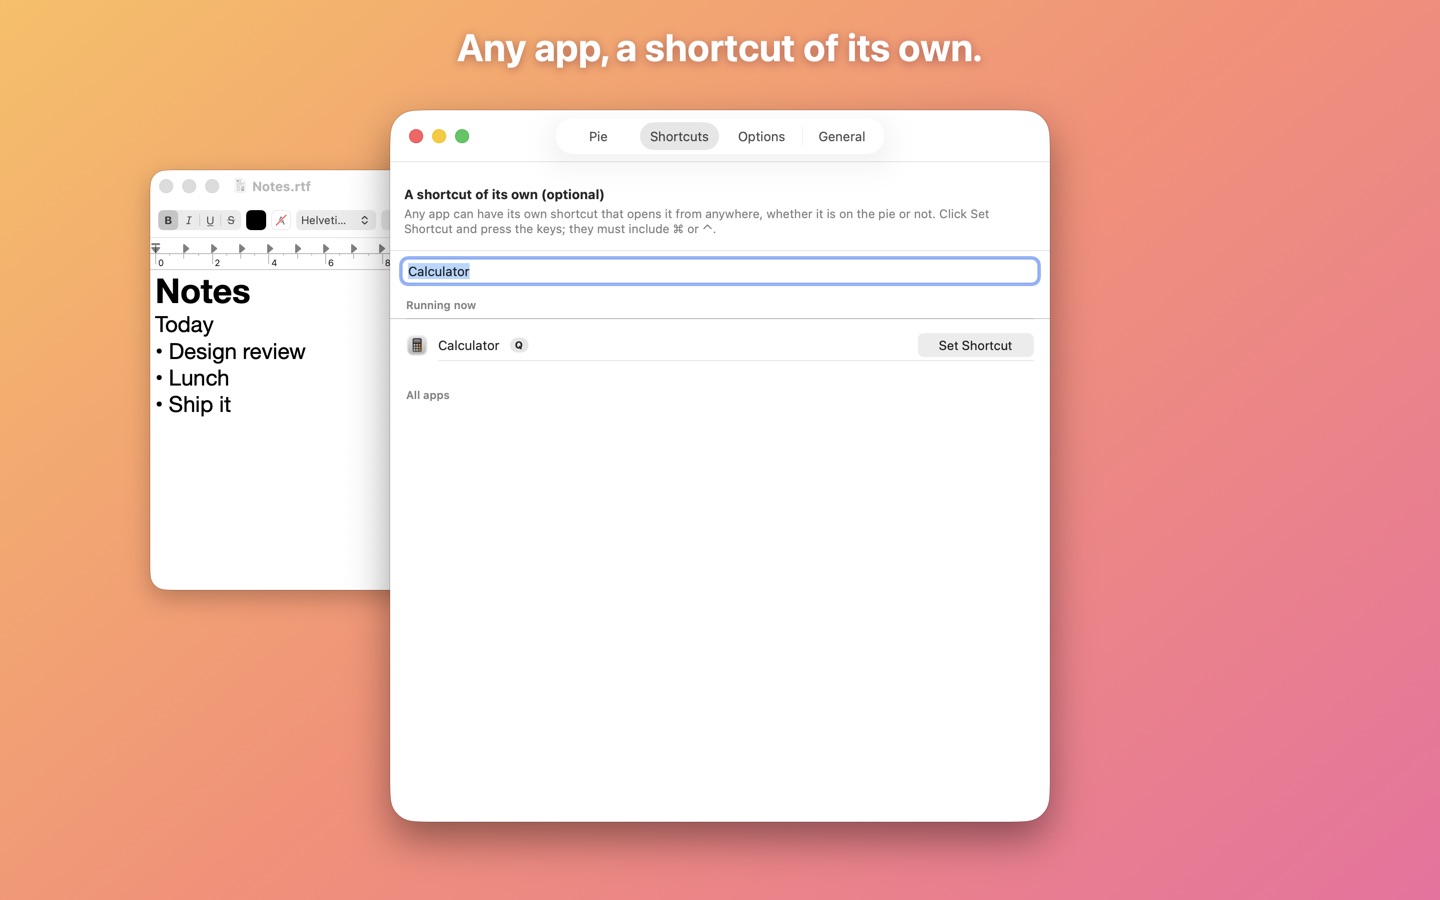 Any app, a shortcut of its own.
Pie
Shortcuts
Options
General
Notes.rtf
B I U S
A
Helveti...
0 2 4 6 8
Notes
Today
• Design review
• Lunch
• Ship it
A shortcut of its own (optional)
Any app can have its own shortcut that opens it from anywhere, whether it is on the pie or not. Click Set
Shortcut and press the keys; they must include ⌘ or ^.
Calculator
Running now
Calculator Q
Set Shortcut
All apps